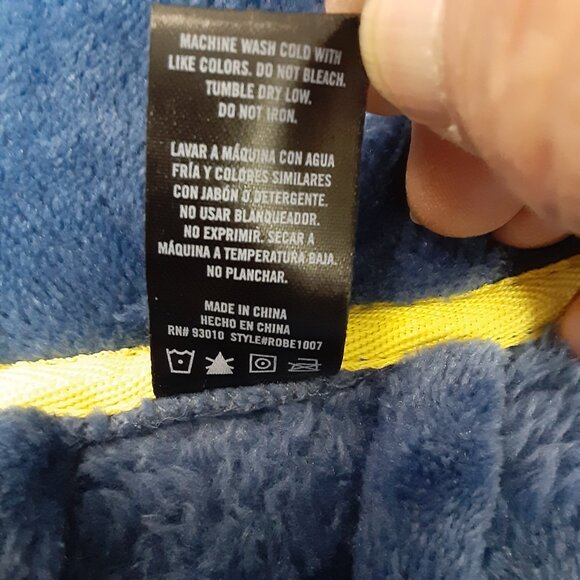 MACHINE WASH COLD WITH
LIKE COLORS. DO NOT BLEACH.
TUMBLE DRY LOW.
DO NOT IRON.
LAVAR A MÁQUINA CON AGUA
FRÍA Y COLORES SIMILARES
CON JABÓN O DETERGENTE.
NO USAR BLANQUEADOR.
NO EXPRIMIR. SECAR A
MÁQUINA A TEMPERATURA BAJA.
NO PLANCHAR.
MADE IN CHINA
HECHO EN CHINA
RN# 93010 STYLE#ROBE1007